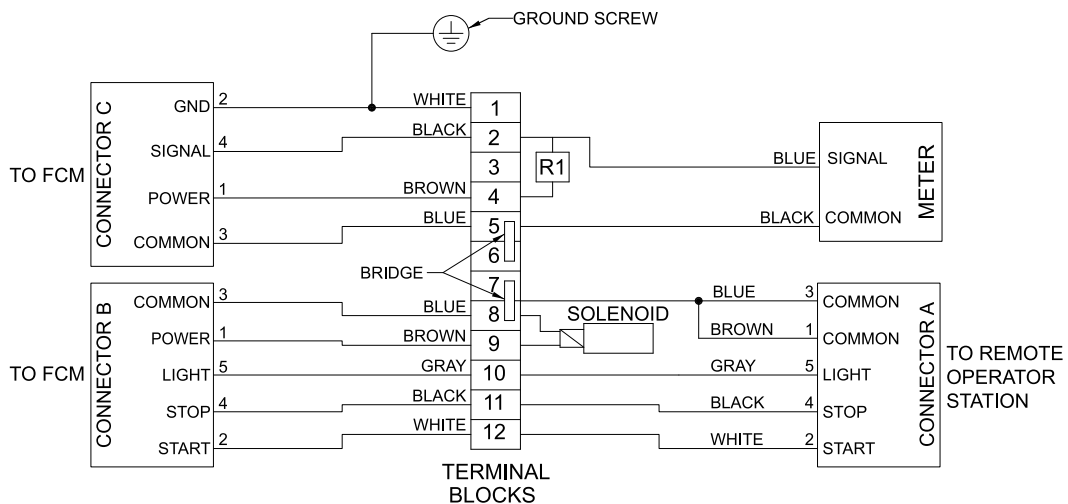 GROUND SCREW
TO FCM
CONNECTOR C
GND 2 WHITE 1
SIGNAL 4 BLACK 2
3
POWER 1 BROWN 4
COMMON 3 BLUE 5
6
R1
BLUE SIGNAL
BLACK COMMON
METER
BRIDGE
TO FCM
CONNECTOR B
7
COMMON 3 BLUE 8
POWER 1 BROWN 9
LIGHT 5 GRAY 10
STOP 4 BLACK 11
START 2 WHITE 12
SOLENOID
BLUE 3 COMMON
BROWN 1 COMMON
GRAY 5 LIGHT
BLACK 4 STOP
WHITE 2 START
CONNECTOR A
TO REMOTE
OPERATOR
STATION
TERMINAL
BLOCKS